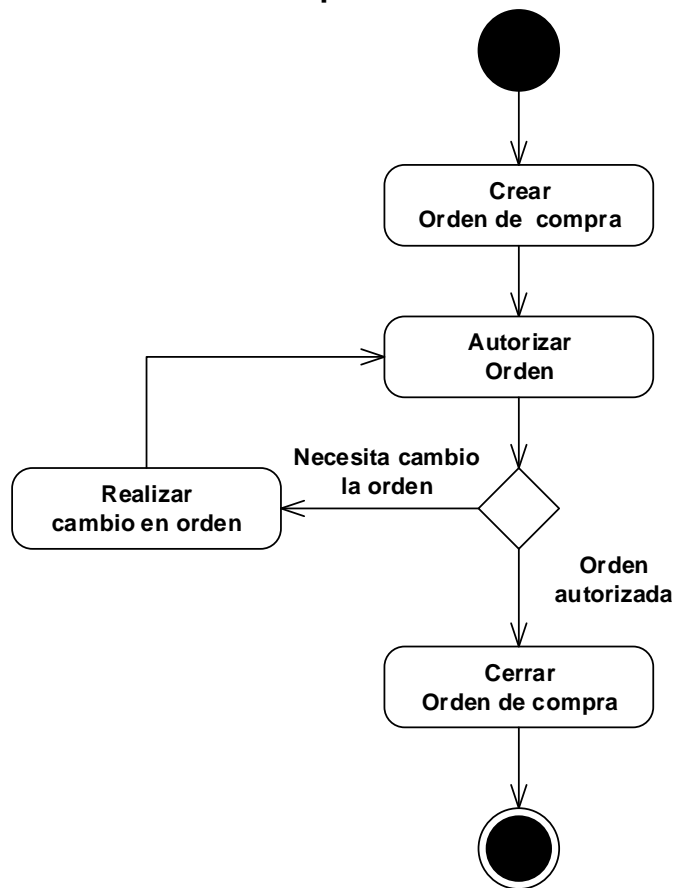 Crear
Orden de compra
Autorizar
Orden
Necesita cambio
la orden
Realizar
cambio en orden
Orden
autorizada
Cerrar
Orden de compra